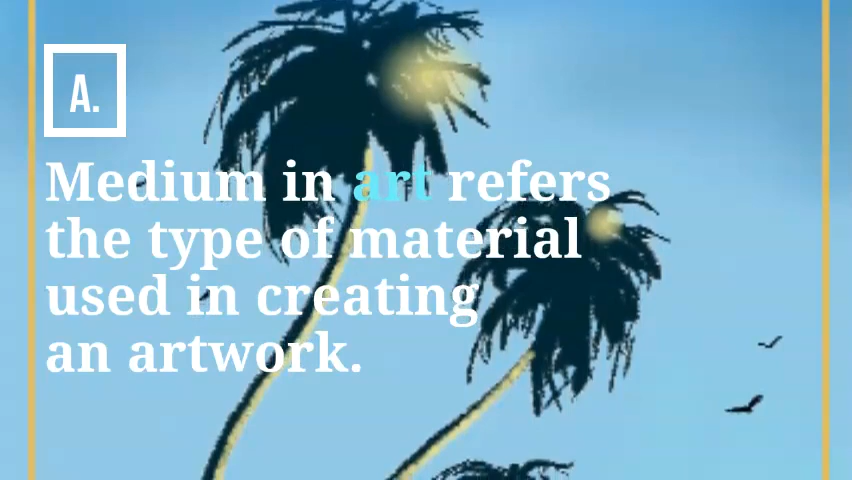 A.
Medium in art refers
the type of material
used in creating
an artwork.